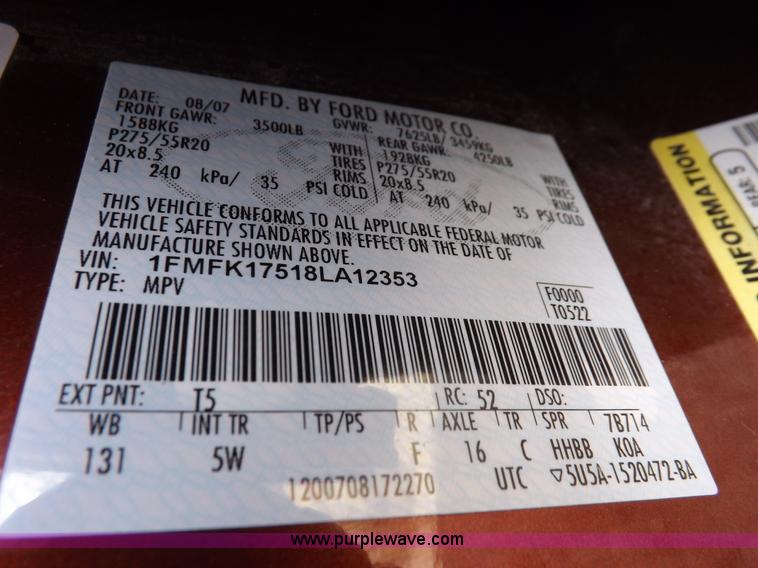 DATE: 08/07 MFD. BY FORD MOTOR CO.
FRONT GAWR: 3500LB GVWR: 7625LB/ 3459KG
1588KG WITH REAR GAWR: 4250LB
P275/55R20 TIRES 1928KG WITH
20x8.5 RIMS P275/55R20 TIRES
AT 240 kPa/ 35 PSI COLD 20x8.5 RIMS
AT 240 kPa/ 35 PSI COLD
THIS VEHICLE CONFORMS TO ALL APPLICABLE FEDERAL MOTOR
VEHICLE SAFETY STANDARDS IN EFFECT ON THE DATE OF
MANUFACTURE SHOWN ABOVE.
VIN: 1FMFK17518LA12353
TYPE: MPV
F0000
T0522
EXT PNT: T5 RC: 52 DSO:
WB INT TR TP/PS R AXLE TR SPR 7B714
131 5W F 16 C HHBB KOA
1200708172270 UTC ▽5U5A-1520472-BA
INFORMATION
REAR 5
www.purplewave.com